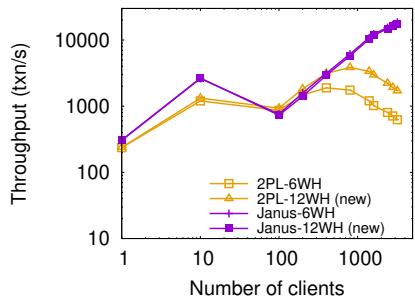 Throughput (txn/s)
10000
1000
100
10
2PL-6WH
2PL-12WH (new)
Janus-6WH
Janus-12WH (new)
1 10 100 1000
Number of clients